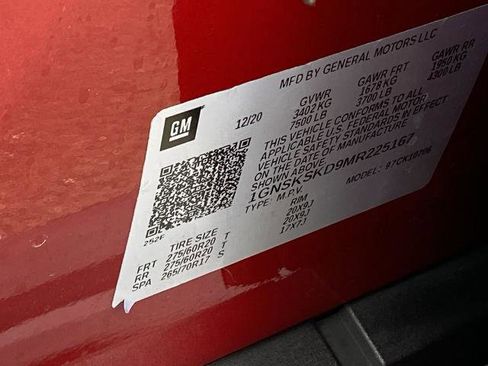 MFD BY GENERAL MOTORS LLC
GM
12/20
GVWR GAWR FRT GAWR RR
3402 KG 1678 KG 1950 KG
7500 LB 3700 LB 4300 LB
THIS VEHICLE CONFORMS TO ALL
APPLICABLE U.S. FEDERAL MOTOR
VEHICLE SAFETY STANDARDS IN EFFECT
ON THE DATE OF MANUFACTURE
SHOWN ABOVE.
1GNSKSKD9MR225167
TYPE: M.P.V. MODEL:
252F
TIRE SIZE RIM
FRT 275/60R20 T 20X9J
RR 275/60R20 T 20X9J
SPA 265/70R17 S 17X7J